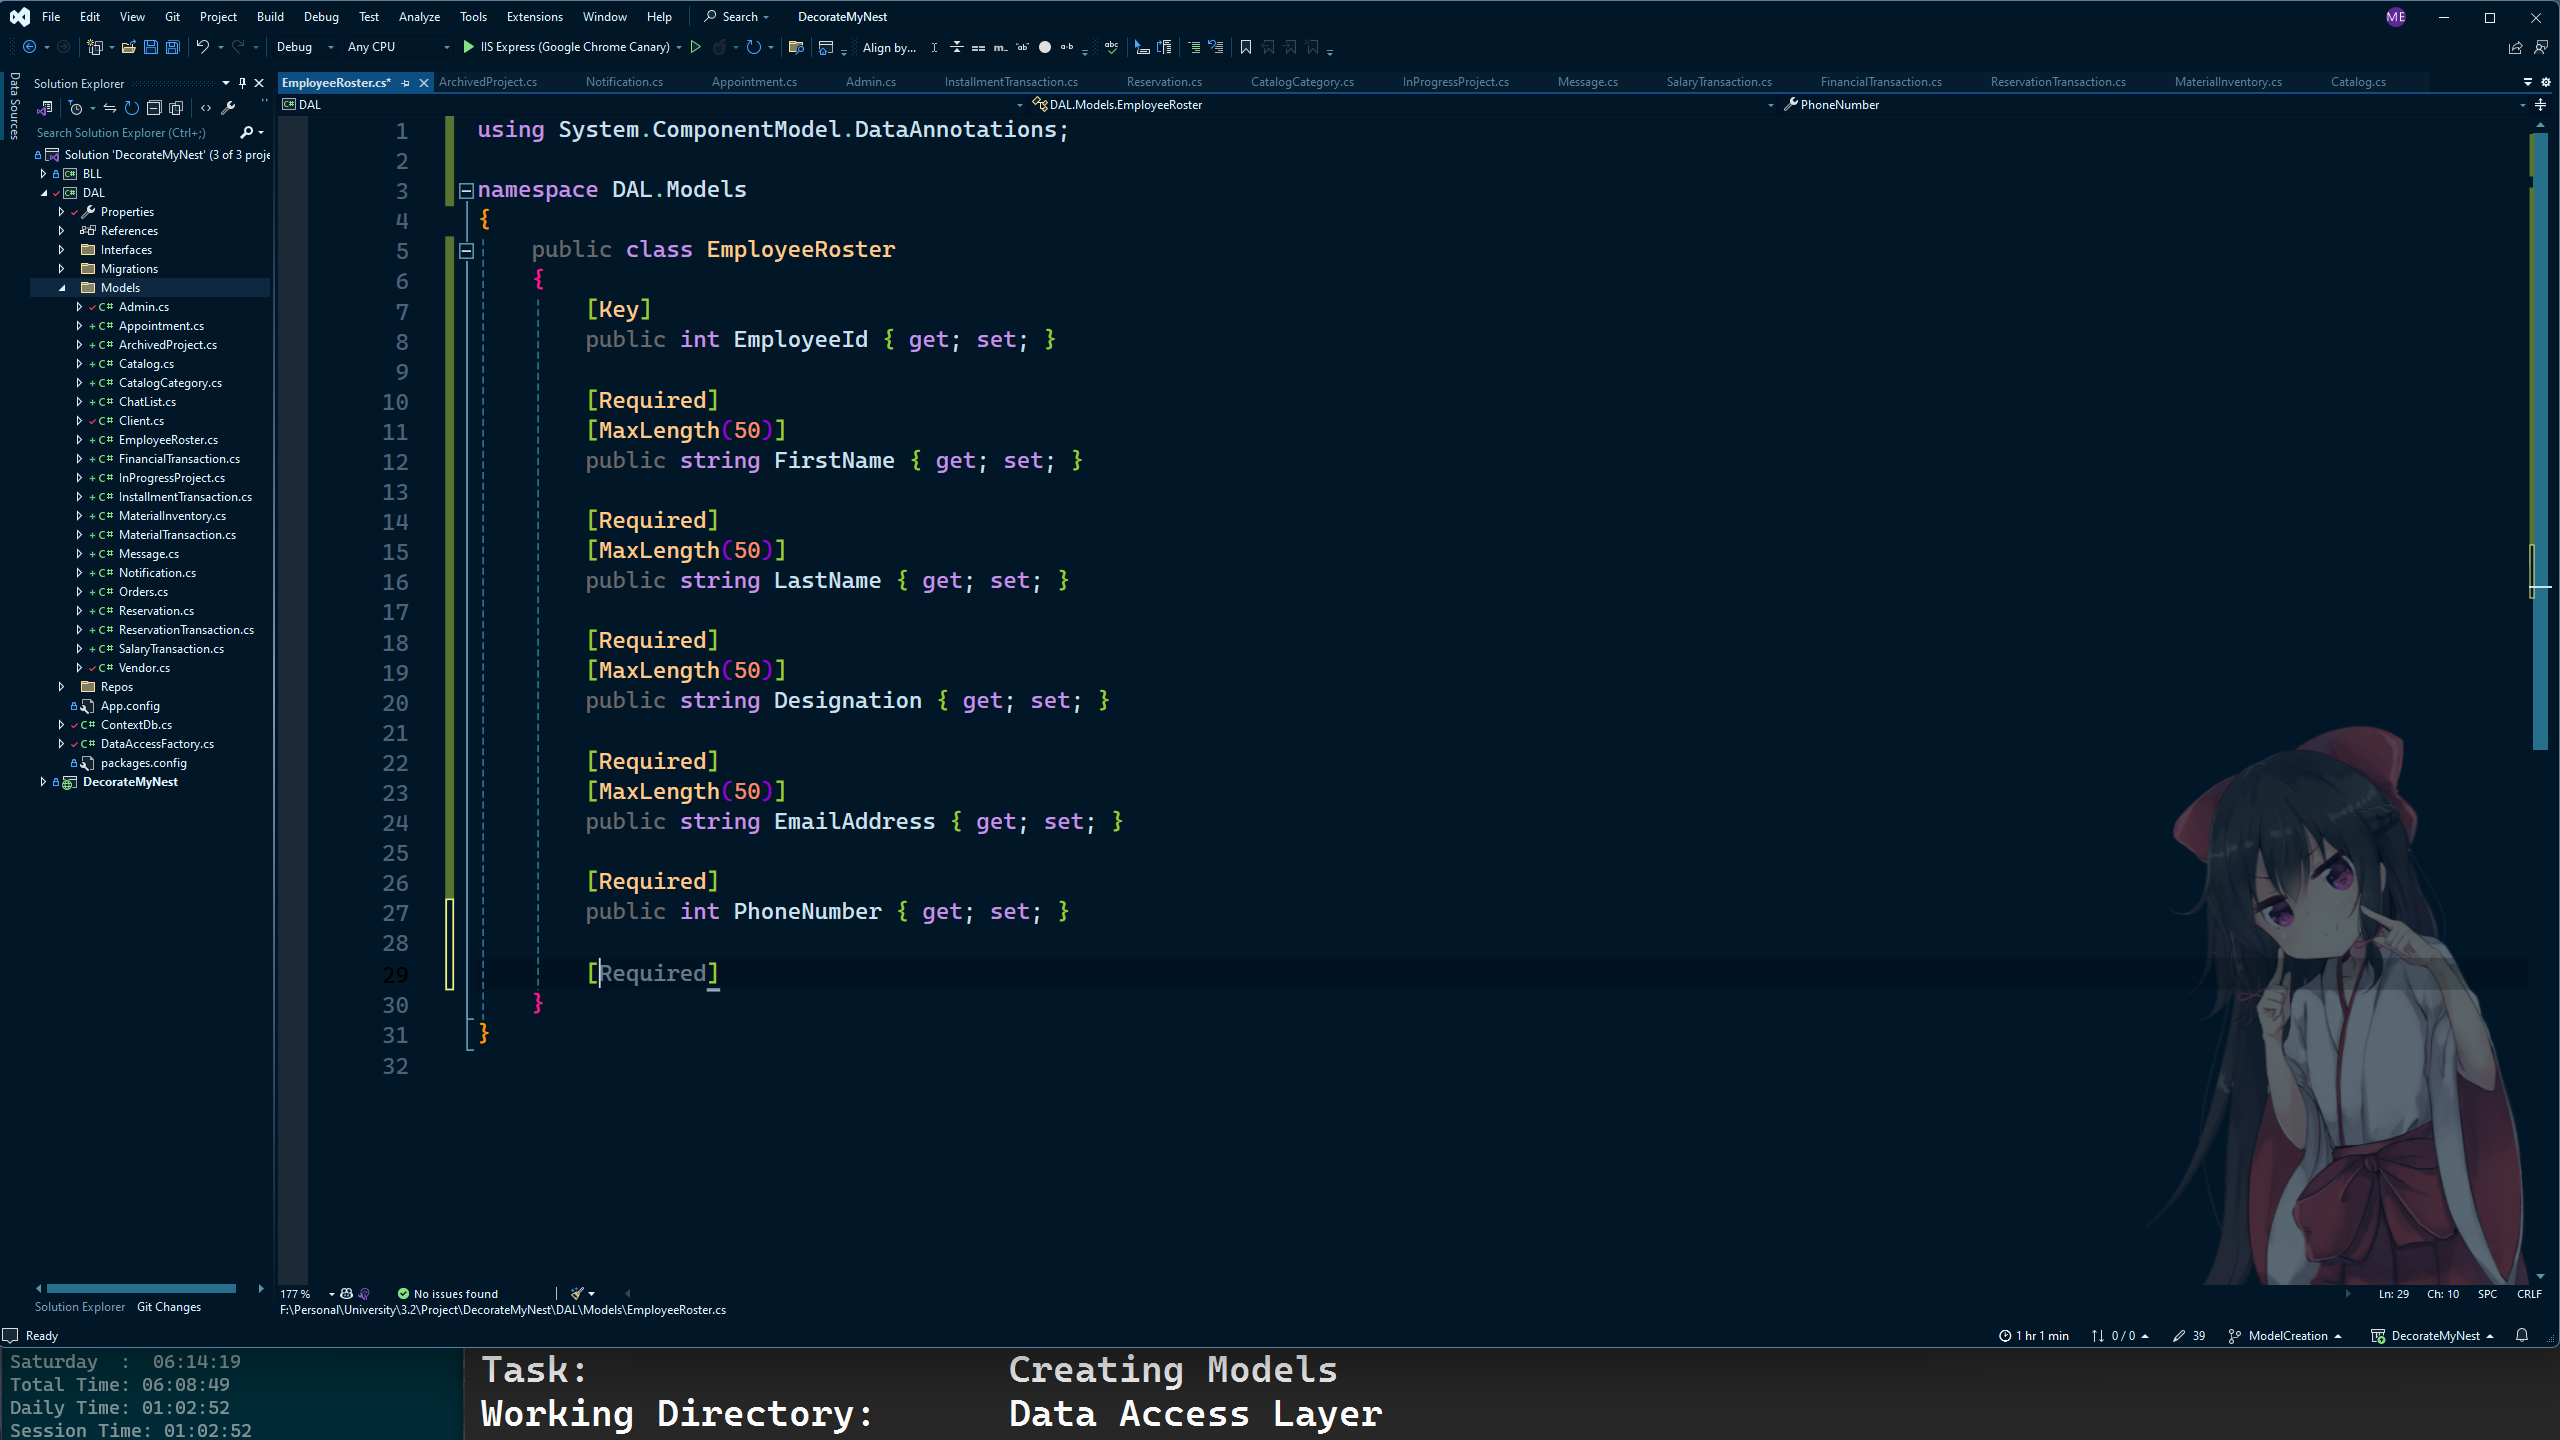 File Edit View Git Project Build Debug Test Analyze Tools Extensions Window Help Search DecorateMyNest ME
Debug Any CPU IIS Express (Google Chrome Canary) Align by...
Data Sources
Solution Explorer
Search Solution Explorer (Ctrl+;)
Solution 'DecorateMyNest' (3 of 3 proje
C# BLL
C# DAL
Properties
References
Interfaces
Migrations
Models
C# Admin.cs
C# Appointment.cs
C# ArchivedProject.cs
C# Catalog.cs
C# CatalogCategory.cs
C# ChatList.cs
C# Client.cs
C# EmployeeRoster.cs
C# FinancialTransaction.cs
C# InProgressProject.cs
C# InstallmentTransaction.cs
C# MaterialInventory.cs
C# MaterialTransaction.cs
C# Message.cs
C# Notification.cs
C# Orders.cs
C# Reservation.cs
C# ReservationTransaction.cs
C# SalaryTransaction.cs
C# Vendor.cs
Repos
App.config
C# ContextDb.cs
C# DataAccessFactory.cs
packages.config
DecorateMyNest
Solution Explorer Git Changes
EmployeeRoster.cs* ArchivedProject.cs Notification.cs Appointment.cs Admin.cs InstallmentTransaction.cs Reservation.cs CatalogCategory.cs InProgressProject.cs Message.cs SalaryTransaction.cs FinancialTransaction.cs ReservationTransaction.cs MaterialInventory.cs Catalog.cs
C# DAL DAL.Models.EmployeeRoster PhoneNumber
1 using System.ComponentModel.DataAnnotations;
2
3 namespace DAL.Models
4 {
5 public class EmployeeRoster
6 {
7 [Key]
8 public int EmployeeId { get; set; }
9
10 [Required]
11 [MaxLength(50)]
12 public string FirstName { get; set; }
13
14 [Required]
15 [MaxLength(50)]
16 public string LastName { get; set; }
17
18 [Required]
19 [MaxLength(50)]
20 public string Designation { get; set; }
21
22 [Required]
23 [MaxLength(50)]
24 public string EmailAddress { get; set; }
25
26 [Required]
27 public int PhoneNumber { get; set; }
28
29 [Required]
30 }
31 }
32
177 % No issues found Ln: 29 Ch: 10 SPC CRLF
F:\Personal\University\3.2\Project\DecorateMyNest\DAL\Models\EmployeeRoster.cs
Ready 1 hr 1 min 0 / 0 39 ModelCreation DecorateMyNest
Saturday : 06:14:19
Total Time: 06:08:49
Daily Time: 01:02:52
Session Time: 01:02:52
Task: Creating Models
Working Directory: Data Access Layer